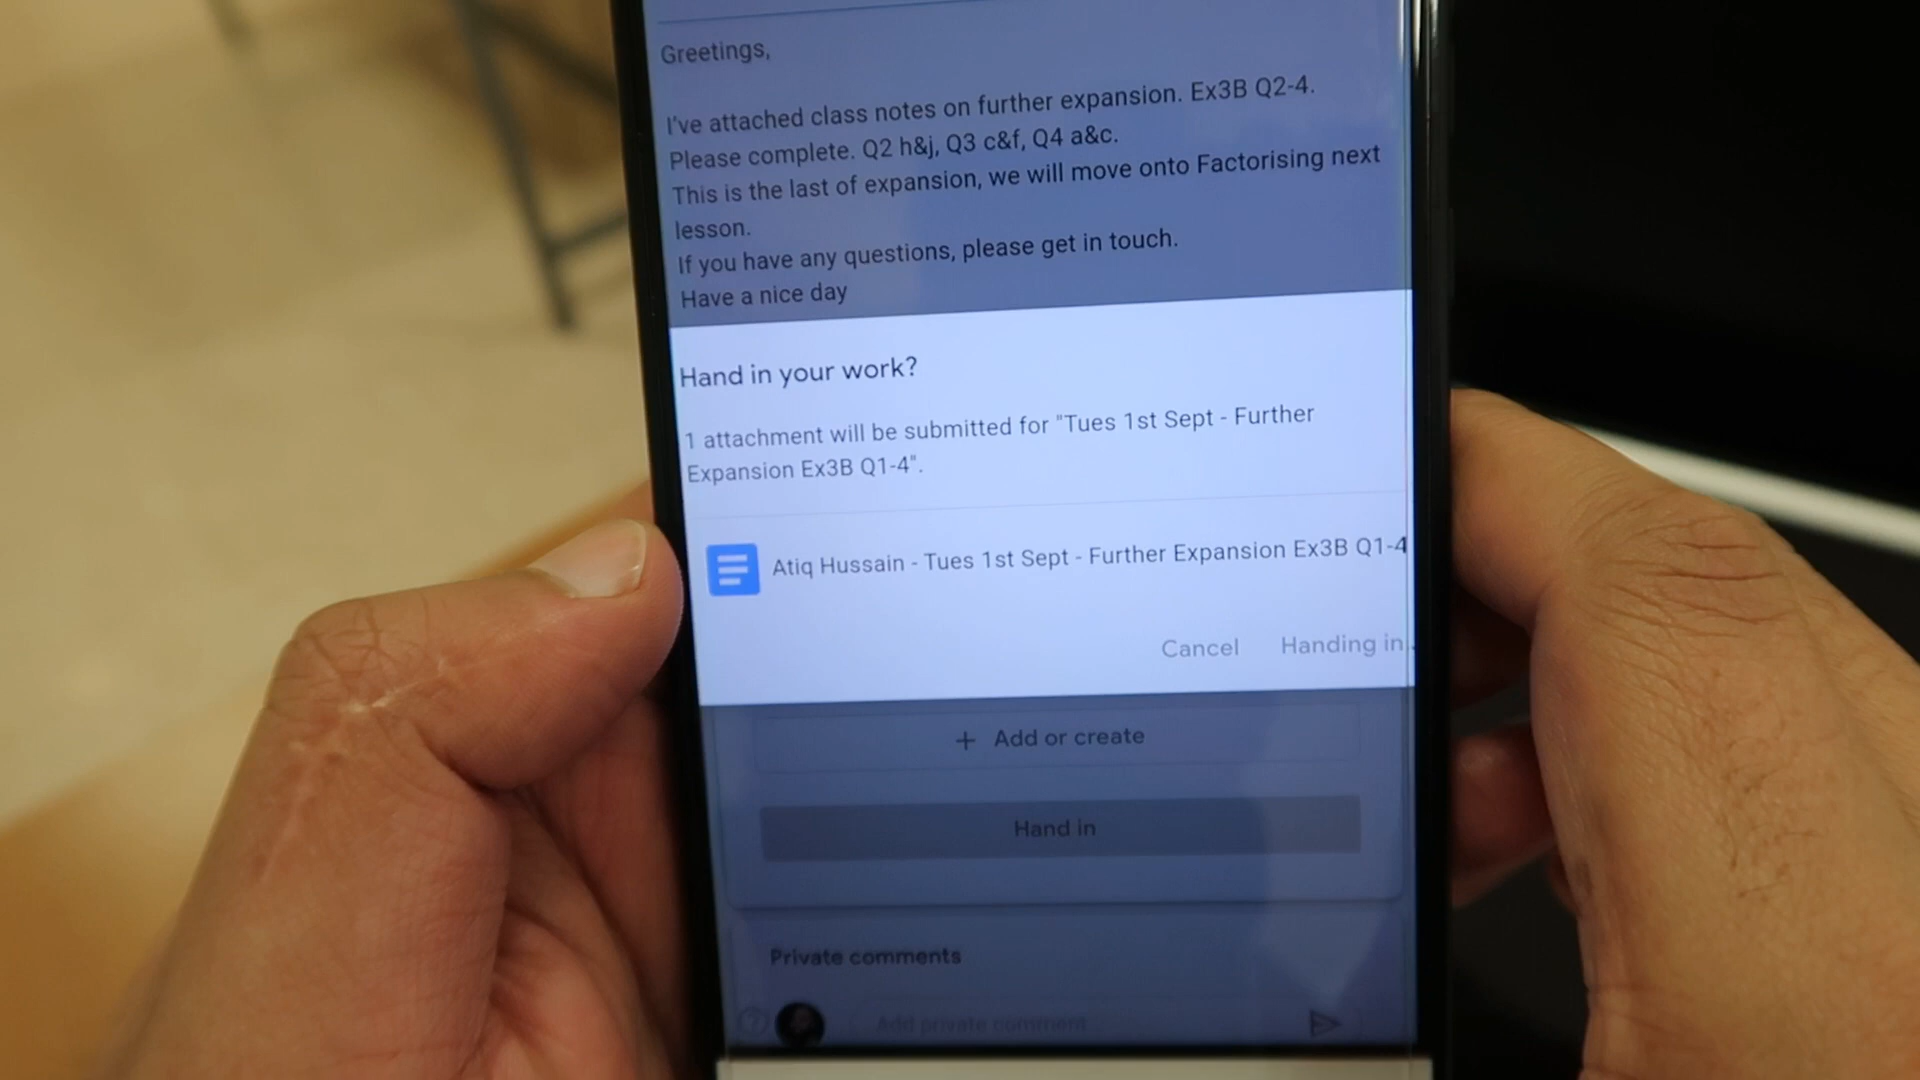 Greetings,
I've attached class notes on further expansion. Ex3B Q2-4.
Please complete. Q2 h&j, Q3 c&f, Q4 a&c.
This is the last of expansion, we will move onto Factorising next
lesson.
If you have any questions, please get in touch.
Have a nice day
Hand in your work?
1 attachment will be submitted for "Tues 1st Sept - Further
Expansion Ex3B Q1-4".
Atiq Hussain - Tues 1st Sept - Further Expansion Ex3B Q1-4
Cancel Handing in
+ Add or create
Hand in
Private comments
Add private comment